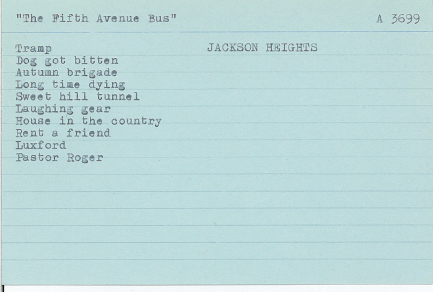 "The Fifth Avenue Bus" A 3699
Tramp JACKSON HEIGHTS
Dog got bitten
Autumn brigade
Long time dying
Sweet hill tunnel
Laughing gear
House in the country
Rent a friend
Luxford
Pastor Roger